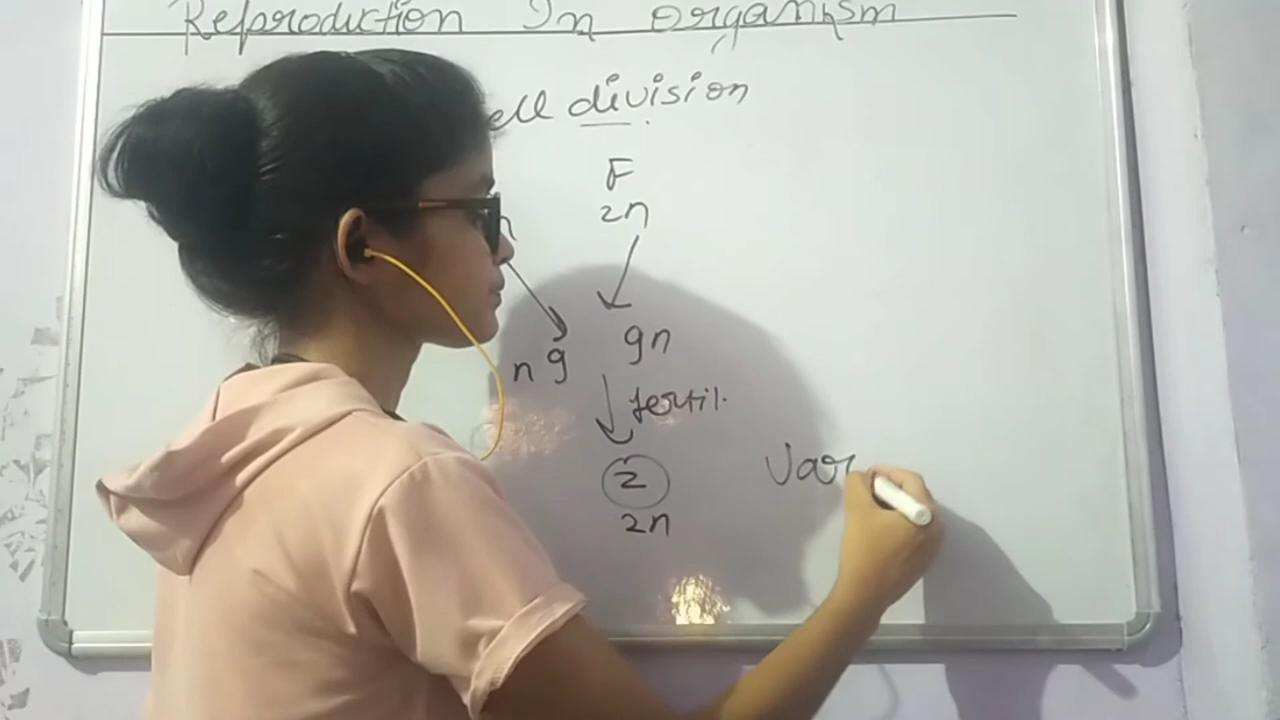 Reproduction In organism
ell division
F
n 2n
n g gn
fertil.
z
2n
Var